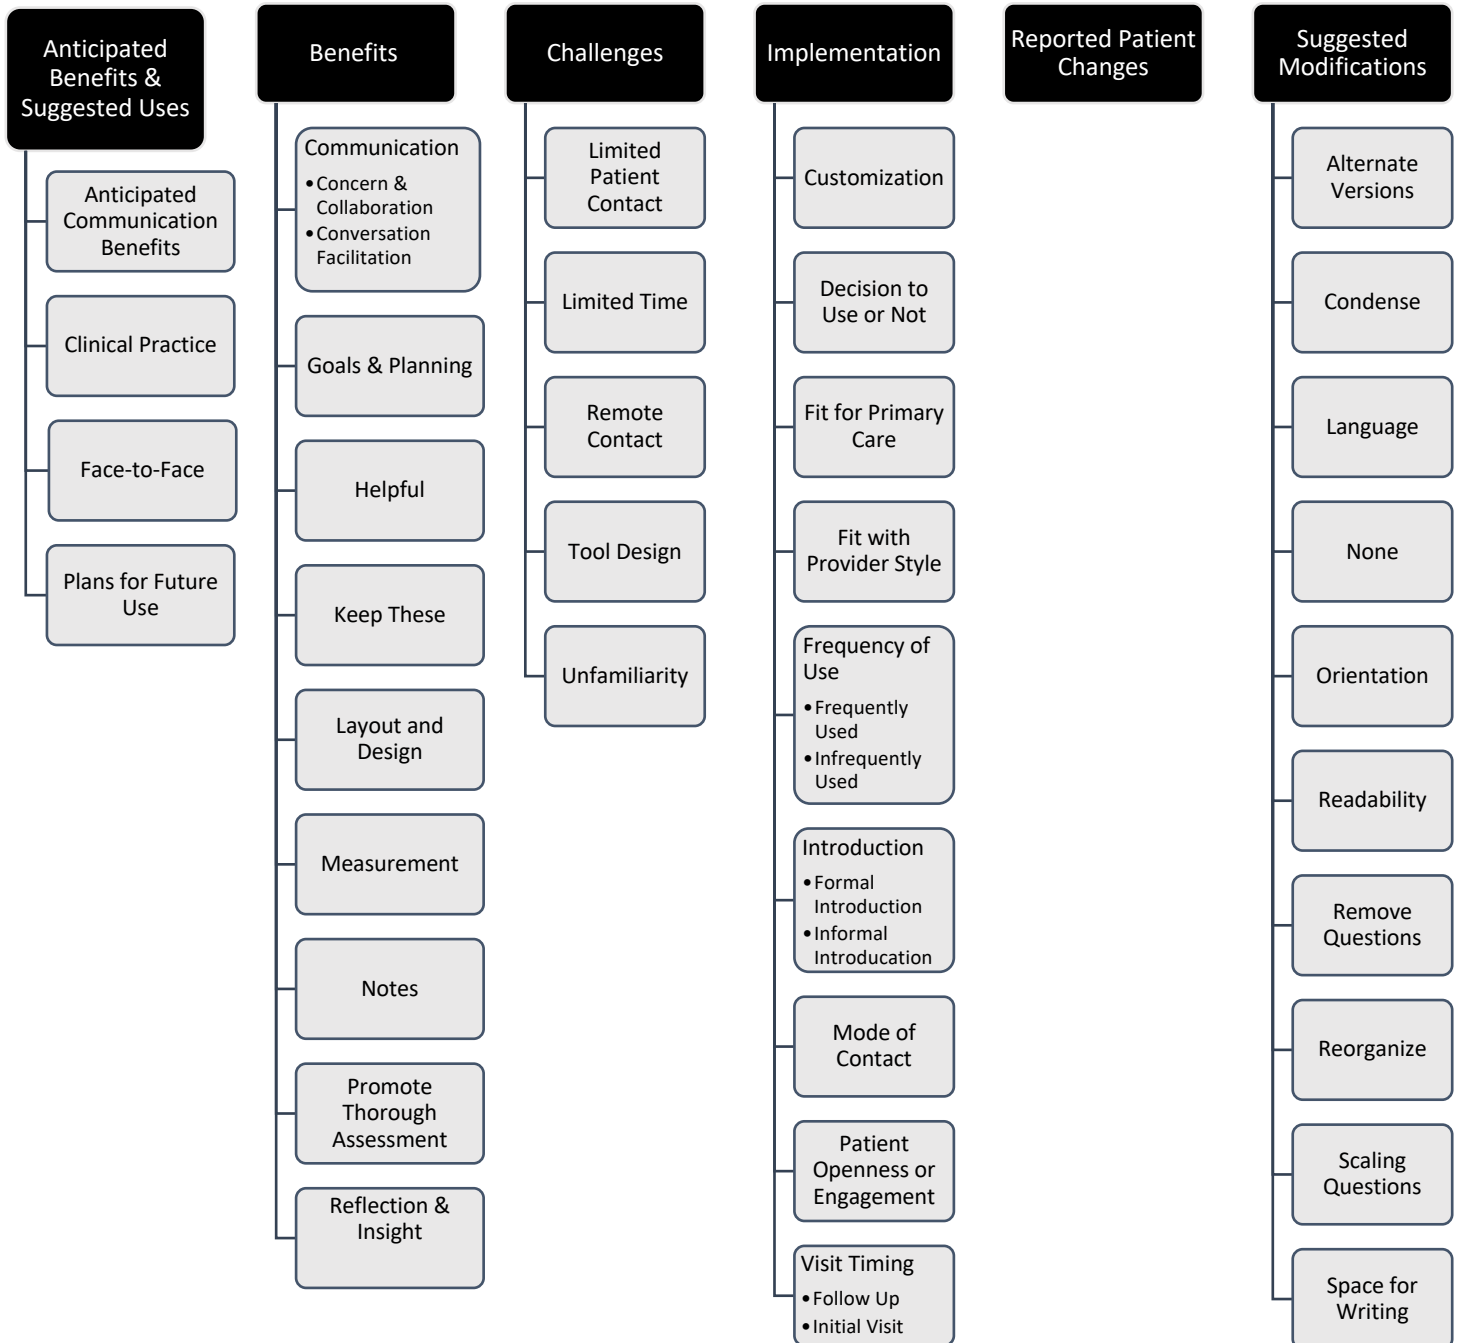 Anticipated
Benefits &
Suggested Uses
Anticipated
Communication
Benefits
Clinical Practice
Face-to-Face
Plans for Future
Use
Benefits
Communication
•Concern &
Collaboration
•Conversation
Facilitation
Goals & Planning
Helpful
Keep These
Layout and
Design
Measurement
Notes
Promote
Thorough
Assessment
Reflection &
Insight
Challenges
Limited
Patient
Contact
Limited Time
Remote
Contact
Tool Design
Unfamiliarity
Implementation
Customization
Decision to
Use or Not
Fit for Primary
Care
Fit with
Provider Style
Frequency of
Use
•Frequently
Used
•Infrequently
Used
Introduction
•Formal
Introduction
•Informal
Introducation
Mode of
Contact
Patient
Openness or
Engagement
Visit Timing
•Follow Up
•Initial Visit
Reported Patient
Changes
Suggested
Modifications
Alternate
Versions
Condense
Language
None
Orientation
Readability
Remove
Questions
Reorganize
Scaling
Questions
Space for
Writing